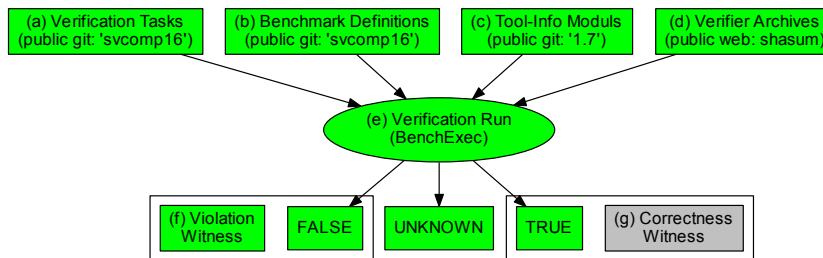 (a) Verification Tasks
(public git: 'svcomp16')
(b) Benchmark Definitions
(public git: 'svcomp16')
(c) Tool-Info Moduls
(public git: '1.7')
(d) Verifier Archives
(public web: shasum)
(e) Verification Run
(BenchExec)
(f) Violation
Witness
FALSE
UNKNOWN
TRUE
(g) Correctness
Witness